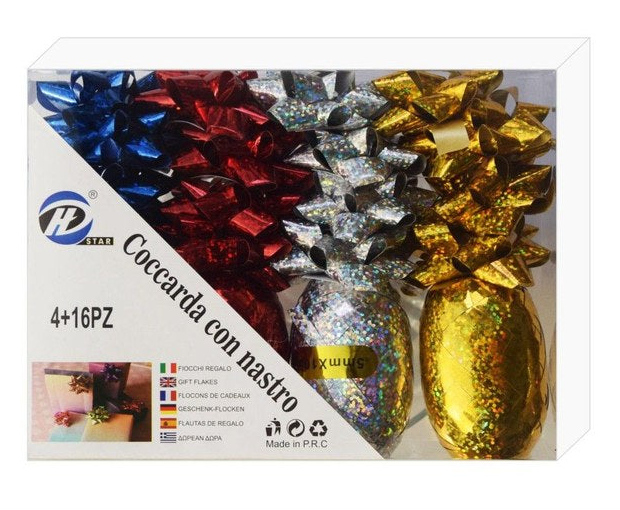 H
®
STAR
Coccarda con nastro
4+16PZ
FIOCCHI REGALO
GIFT FLAKES
FLOCONS DE CADEAUX
GESCHENK-FLOCKEN
FLAUTAS DE REGALO
ΔΩΡΕΑΝ ΔΩΡΑ
Made in P.R.C